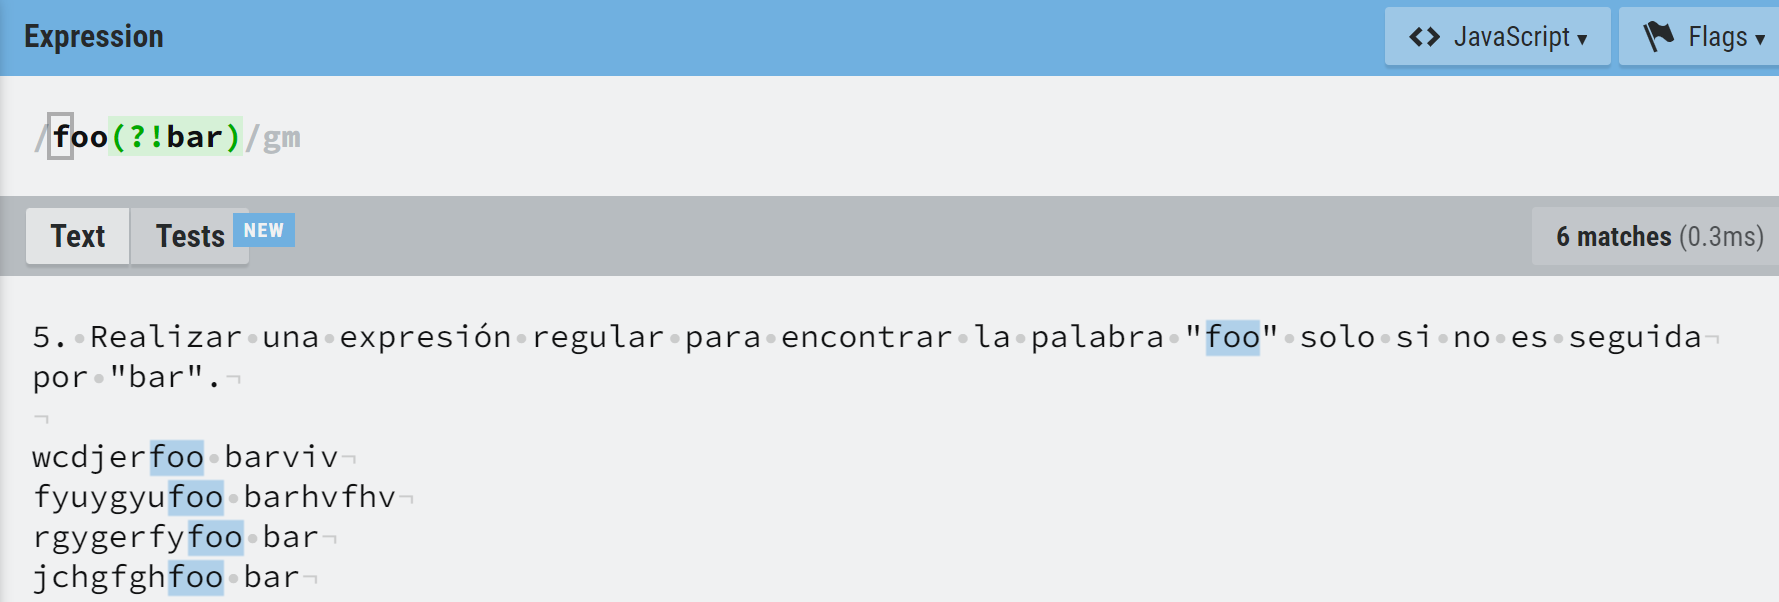 Expression
<> JavaScript ▾
Flags ▾
/foo(?!bar)/gm
Text
Tests
NEW
6 matches (0.3ms)
5. Realizar una expresión regular para encontrar la palabra "foo" solo si no es seguida
por "bar".
wcdjerfoo barviv
fyuygyufoo barhvfhv
rgygerfyfoo bar
jchgfghfoo bar